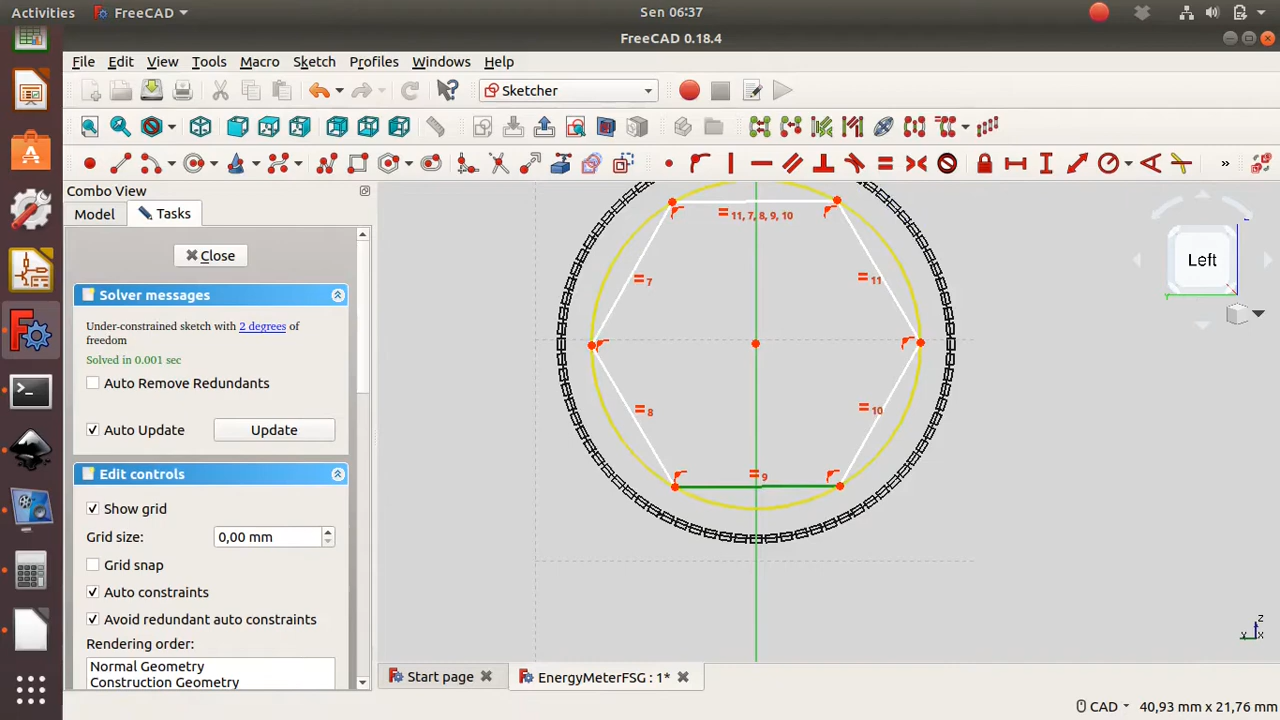 Activities
FreeCAD
Sen 06:37
FreeCAD 0.18.4
File Edit View Tools Macro Sketch Profiles Windows Help
Sketcher
»
Combo View
Model
Tasks
Close
Solver messages
Under-constrained sketch with 2 degrees of
freedom
Solved in 0.001 sec
Auto Remove Redundants
Auto Update
Update
Edit controls
Show grid
Grid size:
0,00 mm
Grid snap
Auto constraints
Avoid redundant auto constraints
Rendering order:
Normal Geometry
Construction Geometry
= 11, 7, 8, 9, 10
= 7
= 11
= 8
= 10
= 9
Left
Y
z
y x
Start page
EnergyMeterFSG : 1*
CAD
40,93 mm x 21,76 mm